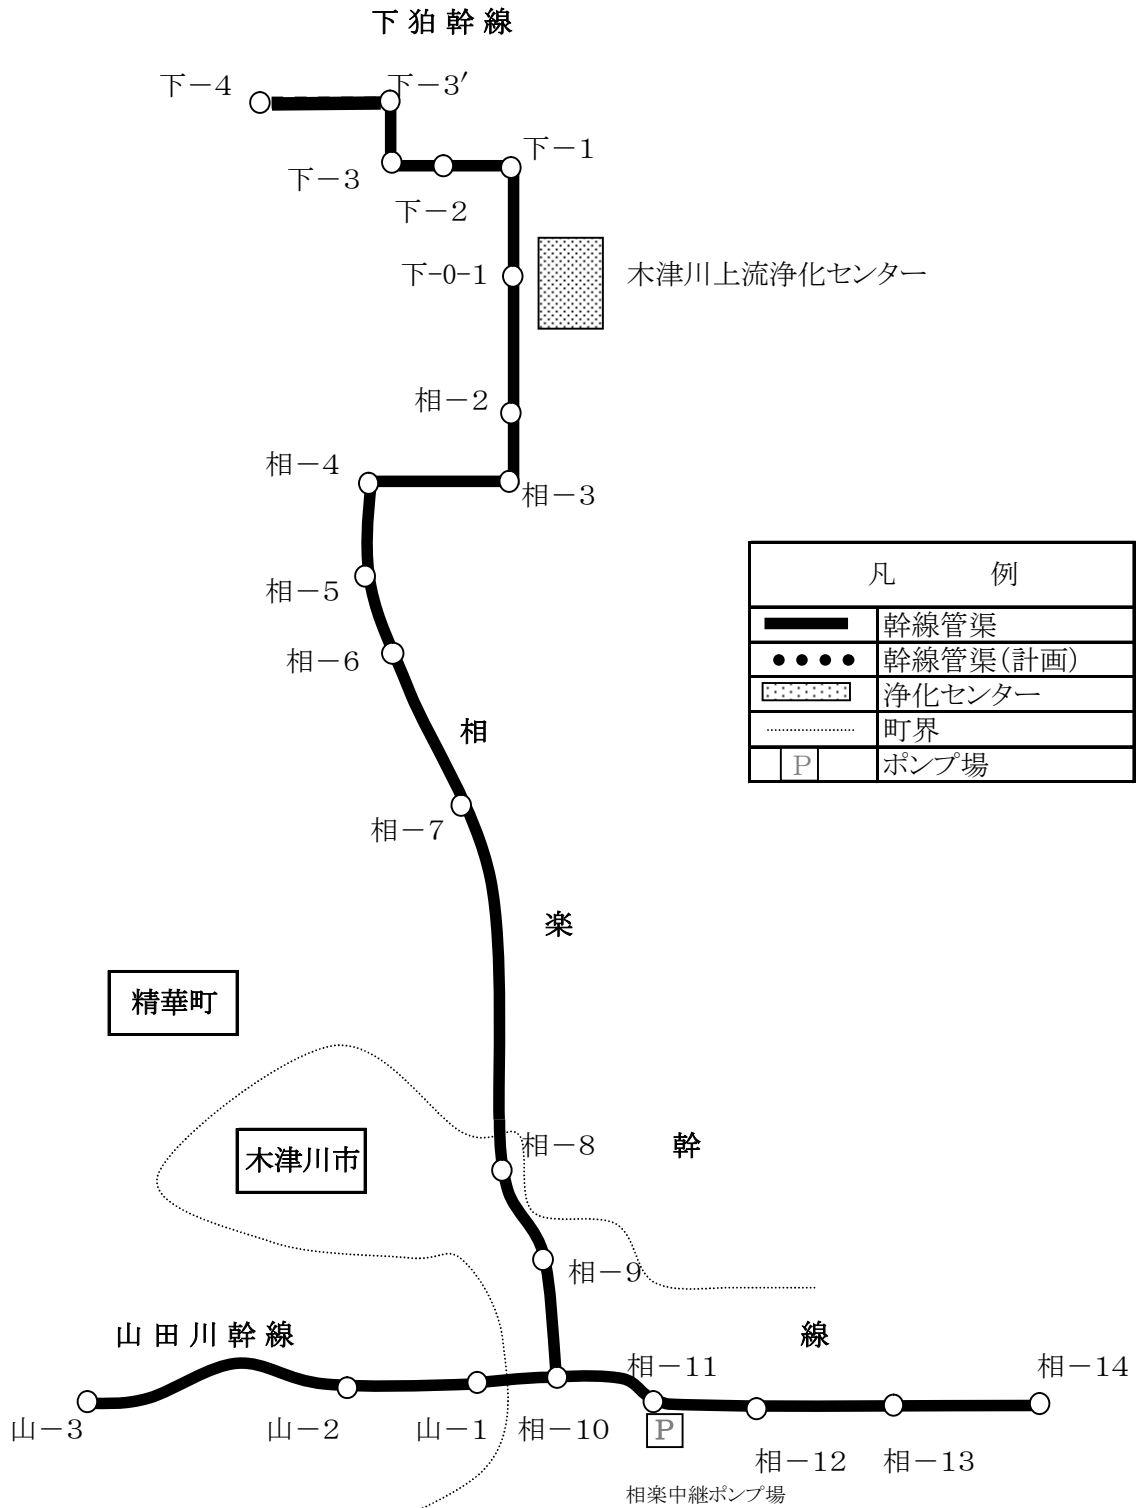 下狛幹線
下－4
下－3′
下－1
下－3
下－2
下-0-1
木津川上流浄化センター
相－2
相－4
相－3
相－5
相－6
凡　例
幹線管渠
幹線管渠(計画)
浄化センター
町界
P
ポンプ場
相
相－7
楽
精華町
木津川市
相－8
幹
相－9
山田川幹線
線
相－11
相－14
山－3
山－2
山－1
相－10
P
相－12
相－13
相楽中継ポンプ場